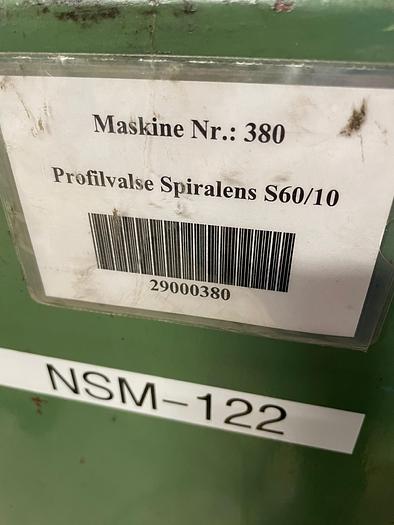 Maskine Nr.: 380
Profilvalse Spiralens S60/10
29000380
NSM-122